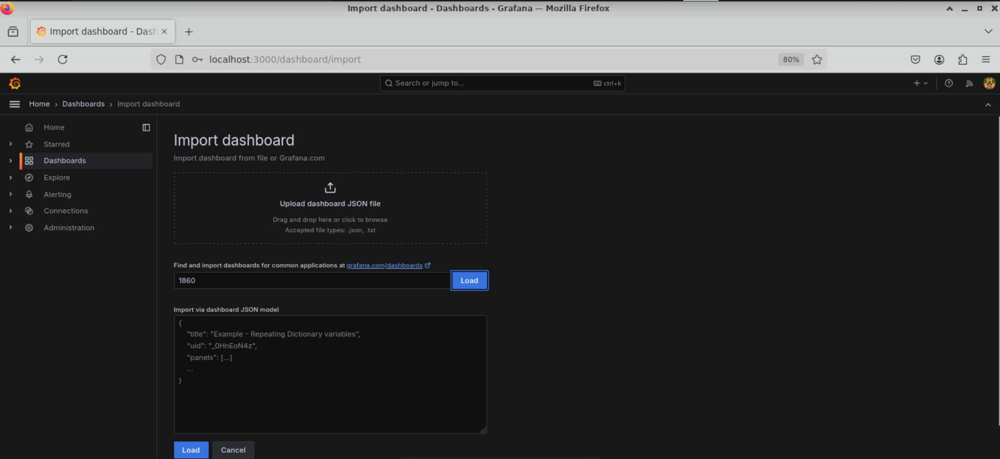 Import dashboard - Dashboards - Grafana — Mozilla Firefox
Import dashboard - Dash
localhost:3000/dashboard/import
80%
Search or jump to...
ctrl+k
Home › Dashboards › Import dashboard
Home
Starred
Dashboards
Explore
Alerting
Connections
Administration
Import dashboard
Import dashboard from file or Grafana.com
Upload dashboard JSON file
Drag and drop here or click to browse
Accepted file types: .json, .txt
Find and import dashboards for common applications at grafana.com/dashboards
1860
Load
Import via dashboard JSON model
{
"title": "Example - Repeating Dictionary variables",
"uid": "_0HnEoN4z",
"panels": [...]
...
}
Load
Cancel